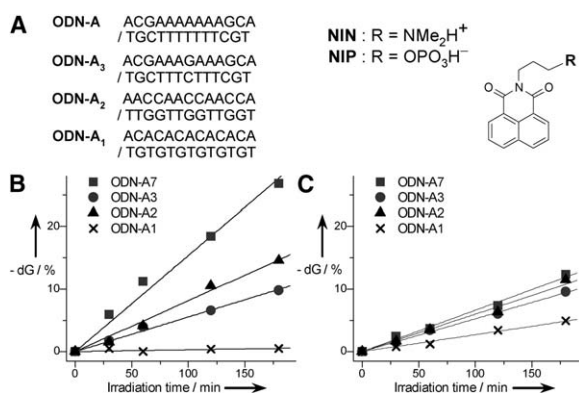 A
ODN-A ACGAAAAAAAGCA
/ TGCTTTTTTTCGT
ODN-A3 ACGAAAGAAAGCA
/ TGCTTTCTTTCGT
ODN-A2 AACCAACCAACCA
/ TTGGTTGGTTGGT
ODN-A1 ACACACACACACA
/ TGTGTGTGTGTGT
NIN : R = NMe2H+
NIP : R = OPO3H−
R
N
O O
B
ODN-A7
ODN-A3
ODN-A2
ODN-A1
20
- dG / %
10
0
0 50 100 150
Irradiation time / min
C
ODN-A7
ODN-A3
ODN-A2
ODN-A1
20
- dG / %
10
0
0 50 100 150
Irradiation time / min